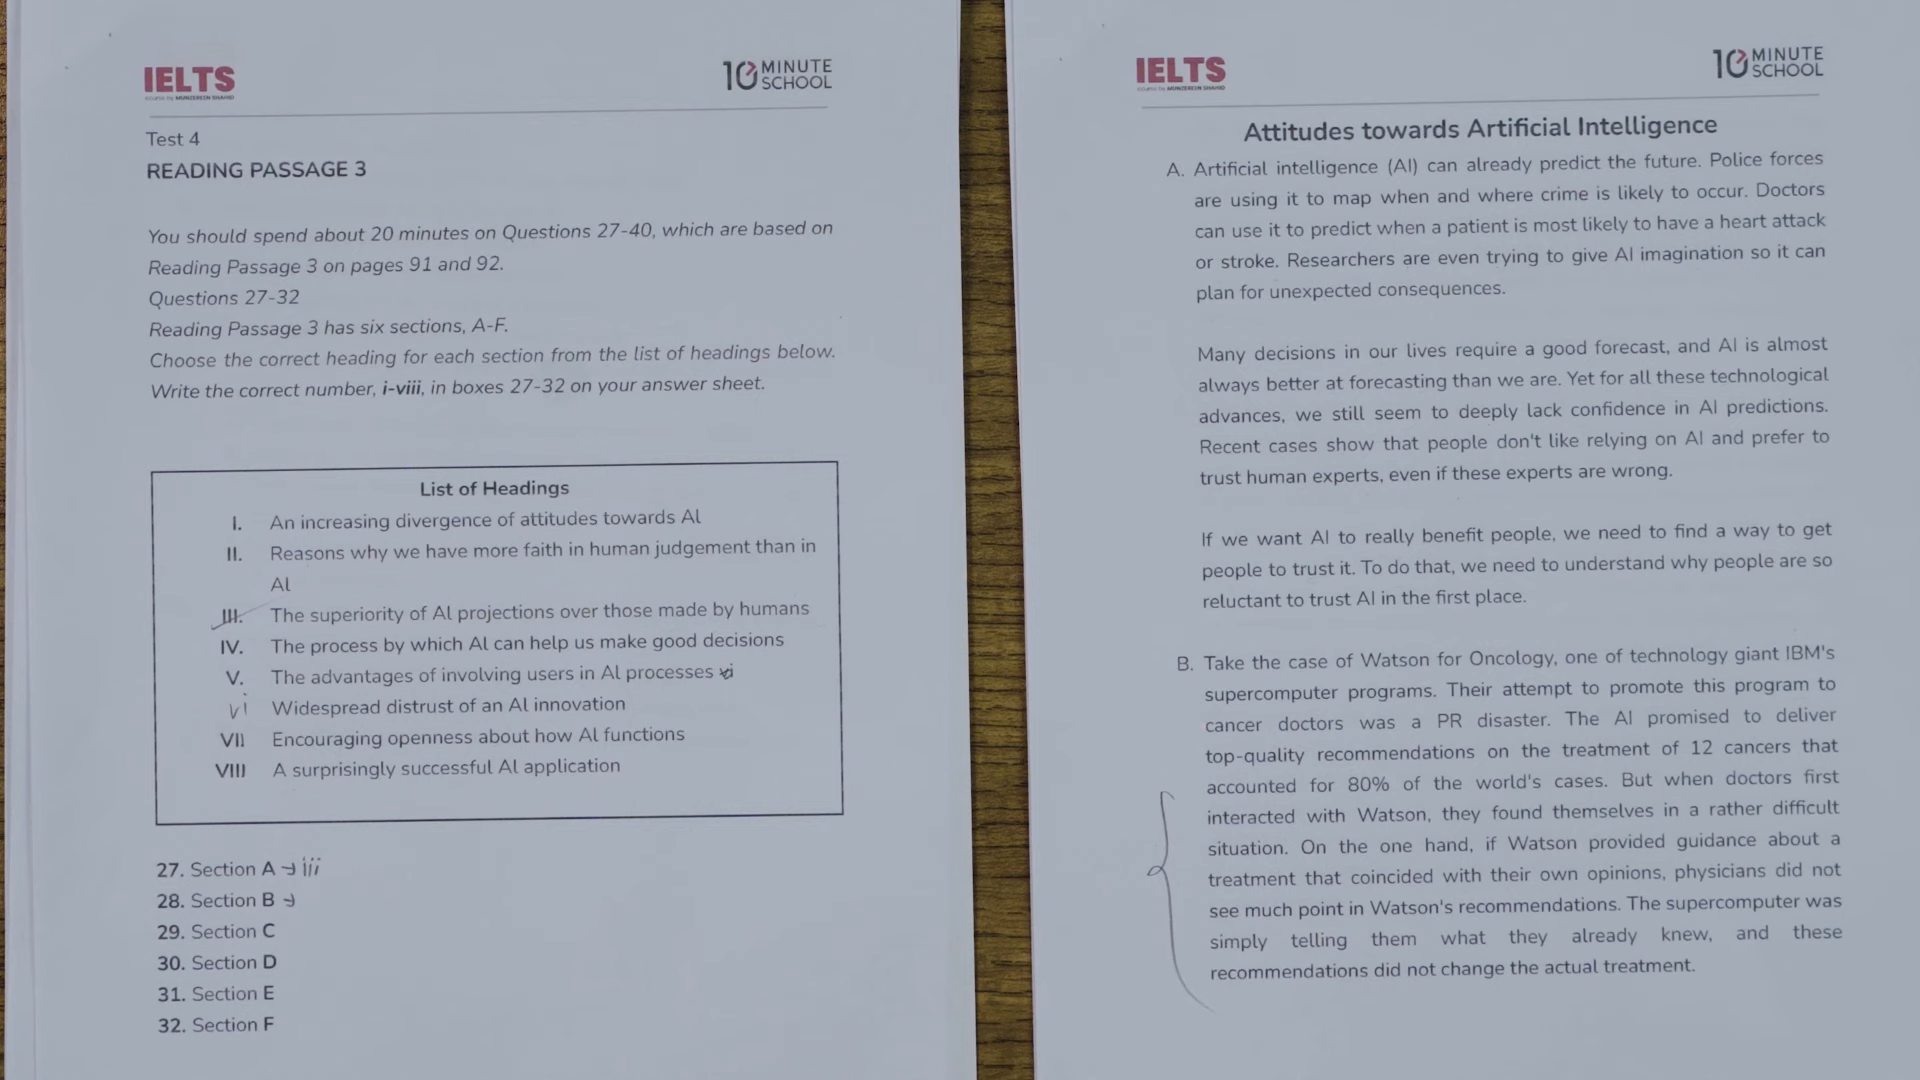 IELTS
10 MINUTE SCHOOL
Test 4
READING PASSAGE 3
You should spend about 20 minutes on Questions 27-40, which are based on
Reading Passage 3 on pages 91 and 92.
Questions 27-32
Reading Passage 3 has six sections, A-F.
Choose the correct heading for each section from the list of headings below.
Write the correct number, i-viii, in boxes 27-32 on your answer sheet.
List of Headings
I. An increasing divergence of attitudes towards Al
II. Reasons why we have more faith in human judgement than in
Al
III. The superiority of Al projections over those made by humans
IV. The process by which Al can help us make good decisions
V. The advantages of involving users in Al processes vi
vi Widespread distrust of an Al innovation
VII Encouraging openness about how Al functions
VIII A surprisingly successful Al application
27. Section A → iii
28. Section B →
29. Section C
30. Section D
31. Section E
32. Section F
IELTS
10 MINUTE SCHOOL
Attitudes towards Artificial Intelligence
A. Artificial intelligence (AI) can already predict the future. Police forces
are using it to map when and where crime is likely to occur. Doctors
can use it to predict when a patient is most likely to have a heart attack
or stroke. Researchers are even trying to give AI imagination so it can
plan for unexpected consequences.
Many decisions in our lives require a good forecast, and AI is almost
always better at forecasting than we are. Yet for all these technological
advances, we still seem to deeply lack confidence in AI predictions.
Recent cases show that people don't like relying on AI and prefer to
trust human experts, even if these experts are wrong.
If we want AI to really benefit people, we need to find a way to get
people to trust it. To do that, we need to understand why people are so
reluctant to trust AI in the first place.
B. Take the case of Watson for Oncology, one of technology giant IBM's
supercomputer programs. Their attempt to promote this program to
cancer doctors was a PR disaster. The AI promised to deliver
top-quality recommendations on the treatment of 12 cancers that
accounted for 80% of the world's cases. But when doctors first
interacted with Watson, they found themselves in a rather difficult
situation. On the one hand, if Watson provided guidance about a
treatment that coincided with their own opinions, physicians did not
see much point in Watson's recommendations. The supercomputer was
simply telling them what they already knew, and these
recommendations did not change the actual treatment.